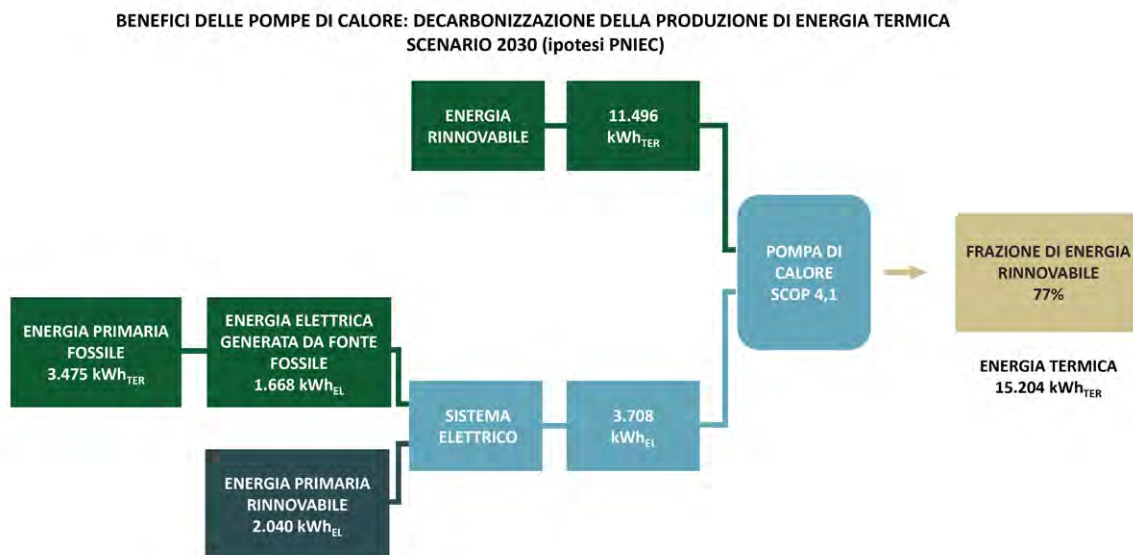 BENEFICI DELLE POMPE DI CALORE: DECARBONIZZAZIONE DELLA PRODUZIONE DI ENERGIA TERMICA
SCENARIO 2030 (ipotesi PNIEC)
ENERGIA
RINNOVABILE
11.496
kWhTER
POMPA DI
CALORE
SCOP 4,1
FRAZIONE DI ENERGIA
RINNOVABILE
77%
ENERGIA TERMICA
15.204 kWhTER
ENERGIA PRIMARIA
FOSSILE
3.475 kWhTER
ENERGIA ELETTRICA
GENERATA DA FONTE
FOSSILE
1.668 kWhEL
SISTEMA
ELETTRICO
3.708
kWhEL
ENERGIA PRIMARIA
RINNOVABILE
2.040 kWhEL